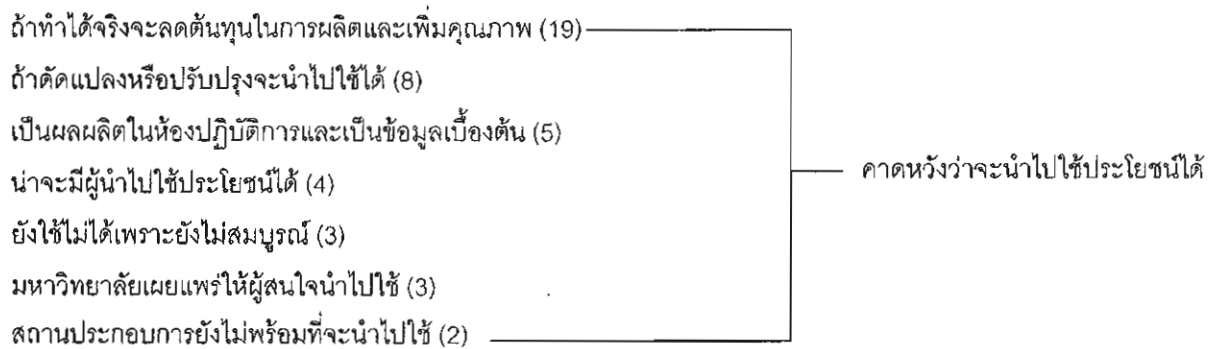 ถ้าทำได้จริงจะลดต้นทุนในการผลิตและเพิ่มคุณภาพ (19)
ถ้าดัดแปลงหรือปรับปรุงจะนำไปใช้ได้ (8)
เป็นผลผลิตในห้องปฏิบัติการและเป็นข้อมูลเบื้องต้น (5)
น่าจะมีผู้นำไปใช้ประโยชน์ได้ (4)
ยังใช้ไม่ได้เพราะยังไม่สมบูรณ์ (3)
มหาวิทยาลัยเผยแพร่ให้ผู้สนใจนำไปใช้ (3)
สถานประกอบการยังไม่พร้อมที่จะนำไปใช้ (2)
คาดหวังว่าจะนำไปใช้ประโยชน์ได้